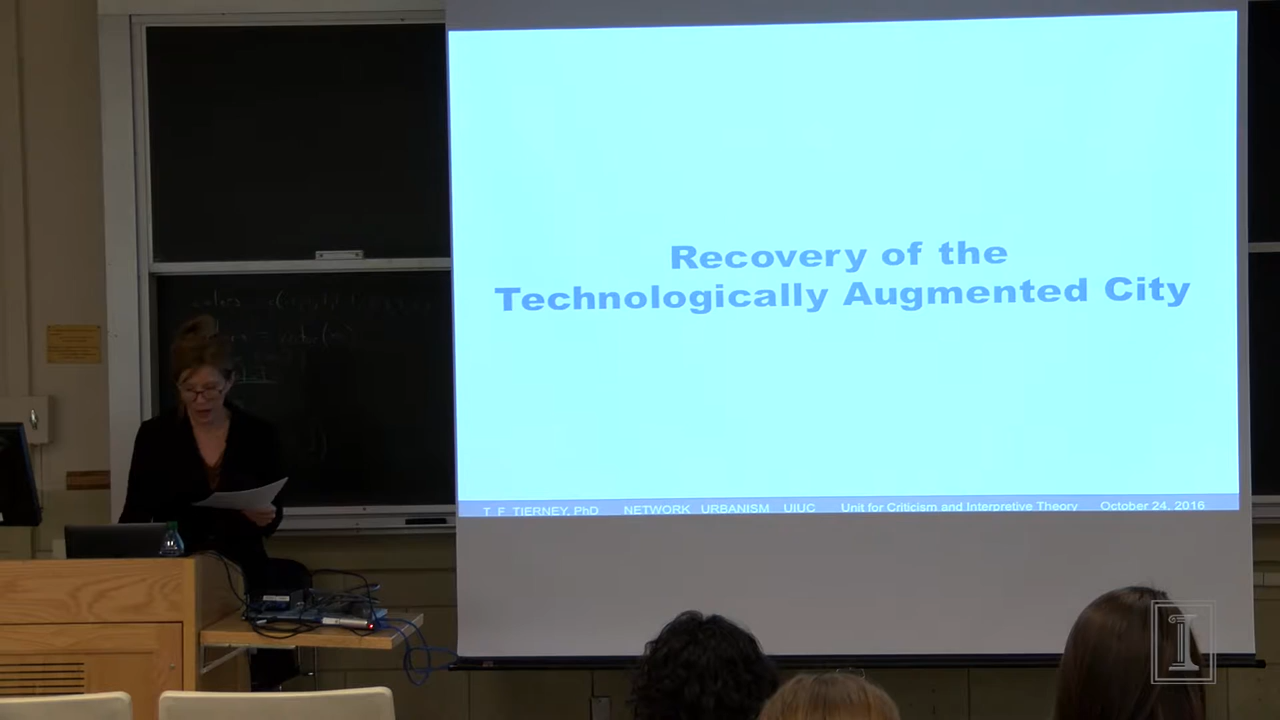 Recovery of the
Technologically Augmented City
T F TIERNEY, PhD NETWORK URBANISM UIUC Unit for Criticism and Interpretive Theory October 24, 2016